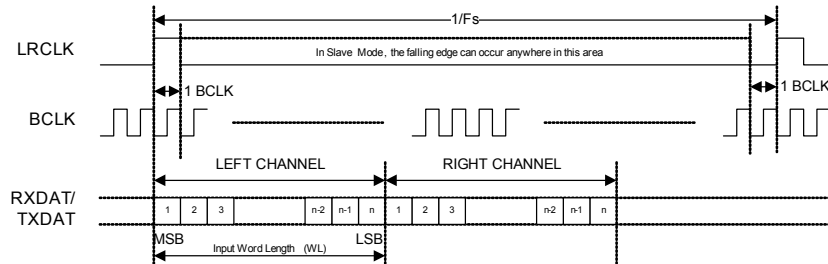 1/Fs
LRCLK
In Slave Mode, the falling edge can occur anywhere in this area
1 BCLK
1 BCLK
BCLK
LEFT CHANNEL
RIGHT CHANNEL
RXDAT/
TXDAT
1 2 3 n-2 n-1 n 1 2 3 n-2 n-1 n
MSB
LSB
Input Word Length (WL)